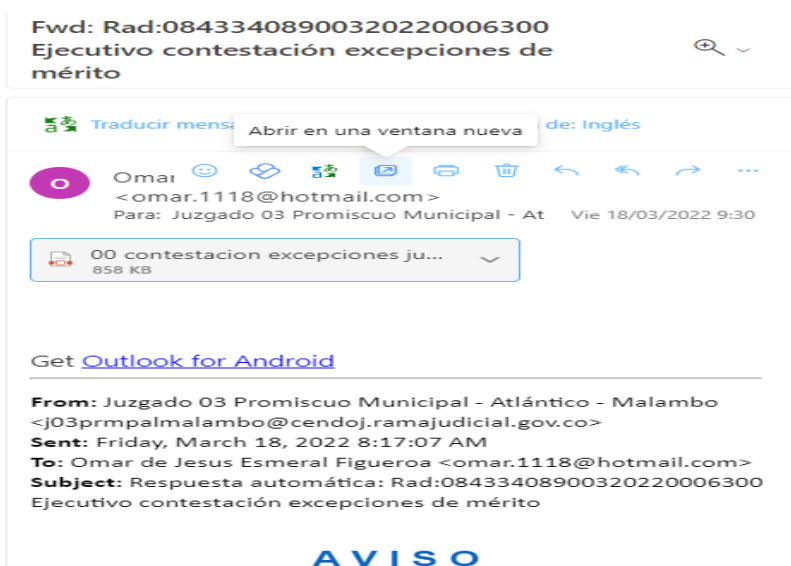 Fwd: Rad:08433408900320220006300
Ejecutivo contestación excepciones de
mérito
Traducir mensa
Abrir en una ventana nueva
de: Inglés
O
Omar
<omar.1118@hotmail.com>
Para: Juzgado 03 Promiscuo Municipal - At Vie 18/03/2022 9:30
00 contestacion excepciones ju...
858 KB
Get Outlook for Android
From: Juzgado 03 Promiscuo Municipal - Atlántico - Malambo
<j03prmpalmalambo@cendoj.ramajudicial.gov.co>
Sent: Friday, March 18, 2022 8:17:07 AM
To: Omar de Jesus Esmeral Figueroa <omar.1118@hotmail.com>
Subject: Respuesta automática: Rad:08433408900320220006300
Ejecutivo contestación excepciones de mérito
AVISO